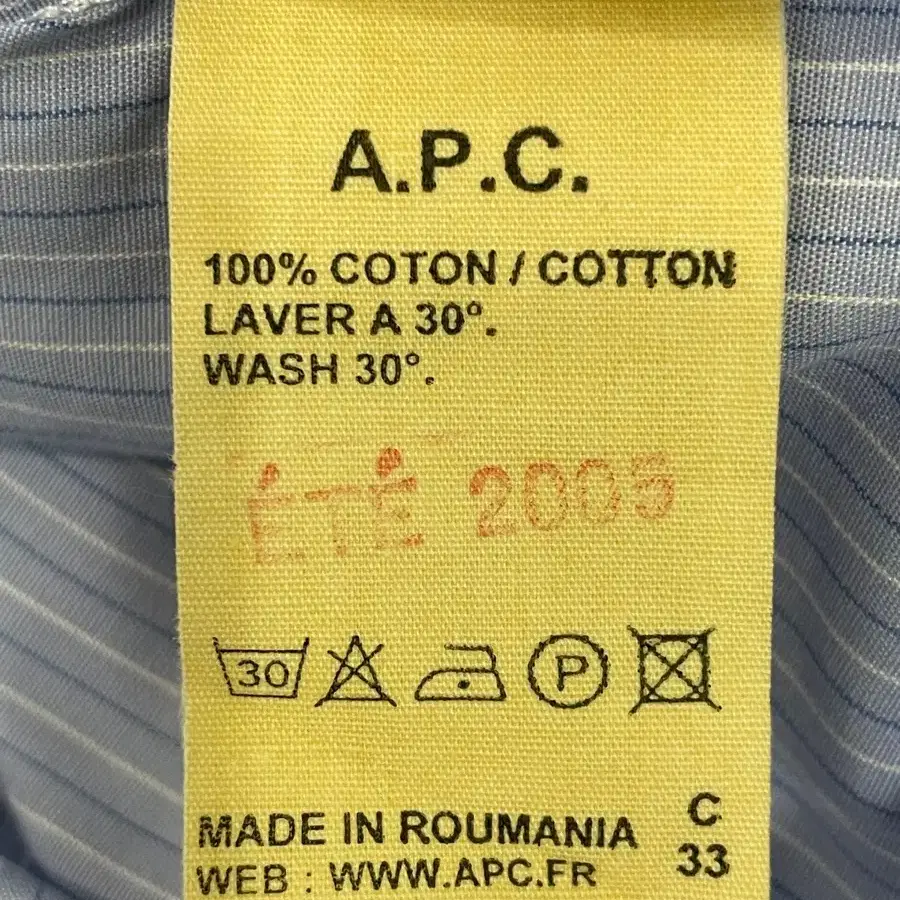 A.P.C.
100% COTON / COTTON
LAVER A 30°.
WASH 30°.
ÉTÉ 2005
30 P
MADE IN ROUMANIA
WEB : WWW.APC.FR
C
33